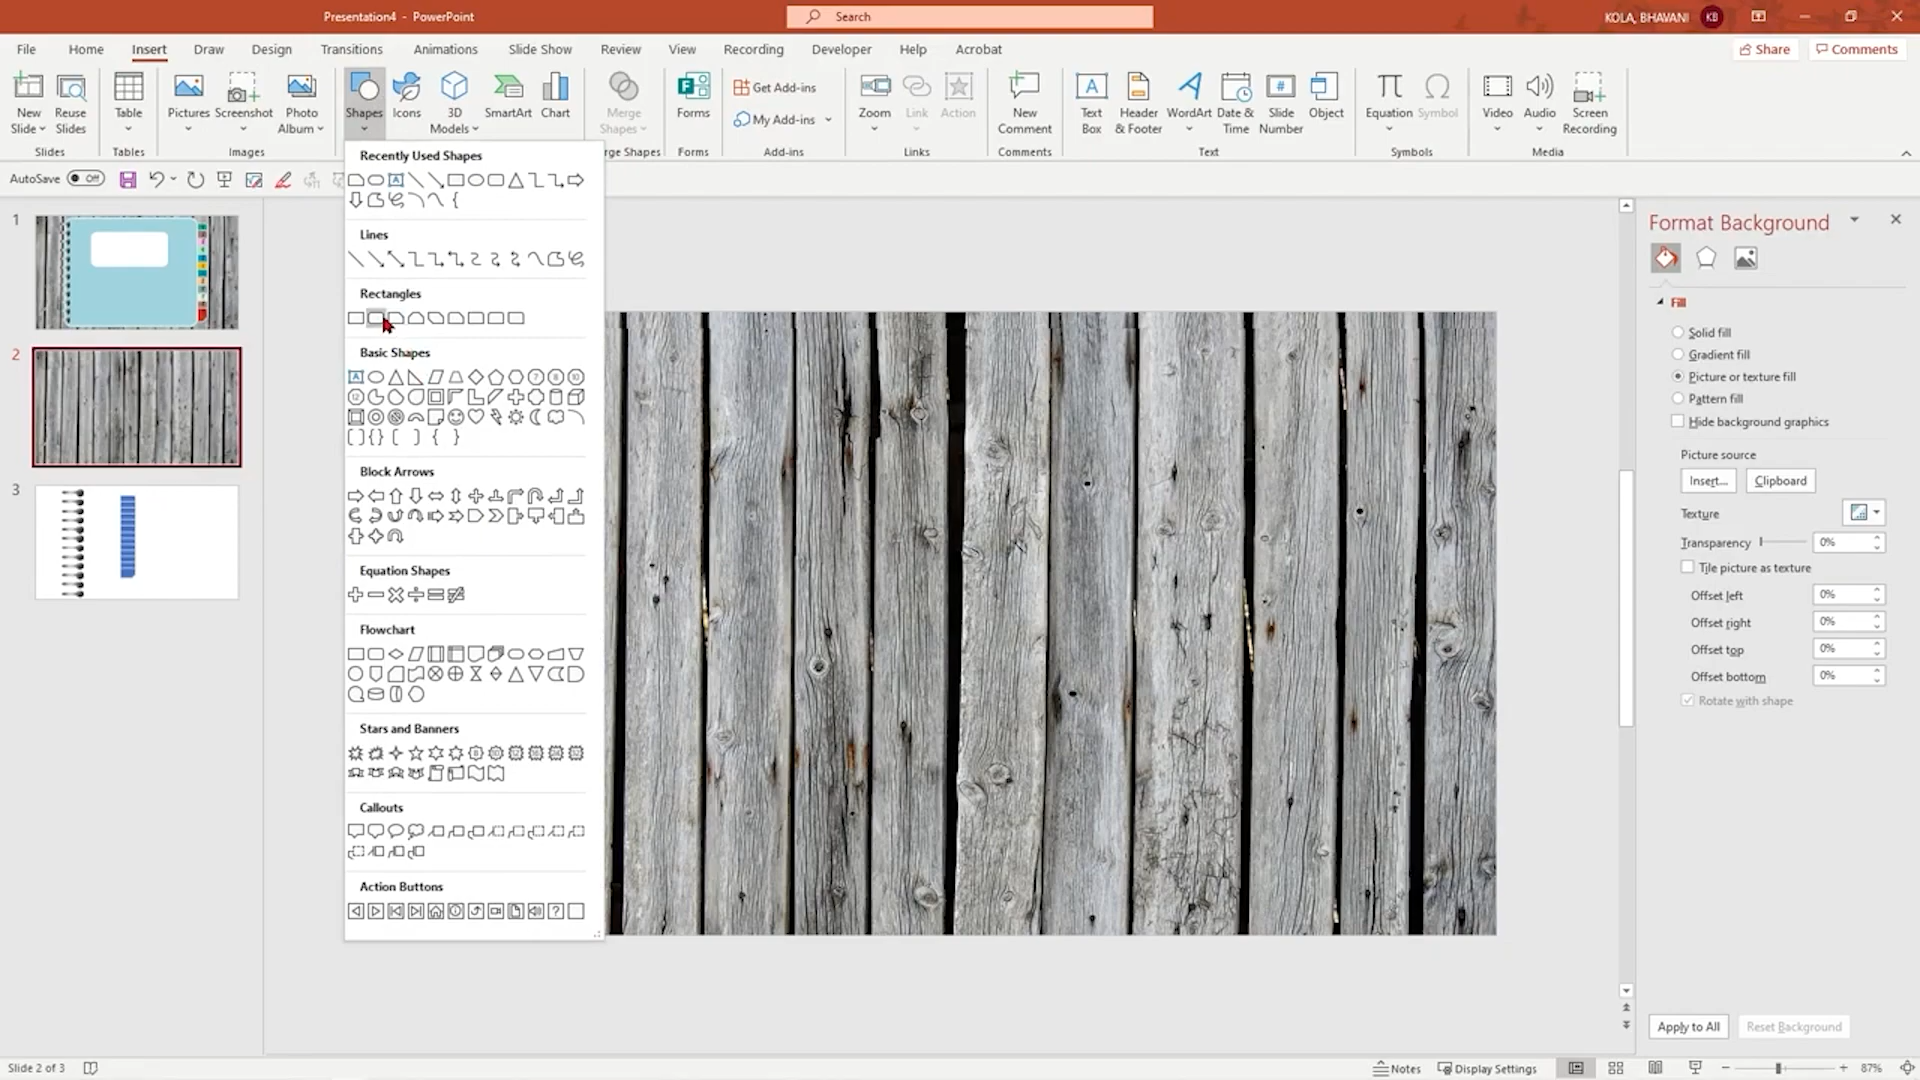 Presentation4 - PowerPoint
Search
KOLA, BHAVANI KB
File Home Insert Draw Design Transitions Animations Slide Show Review View Recording Developer Help Acrobat Share Comments
New Slide
Reuse Slides
Table
Pictures
Screenshot
Photo Album
Shapes
Icons
3D Models
SmartArt
Chart
Merge Shapes
Forms
Get Add-ins
My Add-ins
Zoom
Link
Action
New Comment
Text Box
Header & Footer
WordArt
Date & Time
Slide Number
Object
Equation
Symbol
Video
Audio
Screen Recording
Slides Tables Images rge Shapes Forms Add-ins Links Comments Text Symbols Media
AutoSave Off
Recently Used Shapes
Lines
Rectangles
Basic Shapes
Block Arrows
Equation Shapes
Flowchart
Stars and Banners
Callouts
Action Buttons
1
2
3
Format Background
Fill
Solid fill
Gradient fill
Picture or texture fill
Pattern fill
Hide background graphics
Picture source
Insert... Clipboard
Texture
Transparency 0%
Tile picture as texture
Offset left 0%
Offset right 0%
Offset top 0%
Offset bottom 0%
Rotate with shape
Apply to All Reset Background
Slide 2 of 3
Notes Display Settings 87%